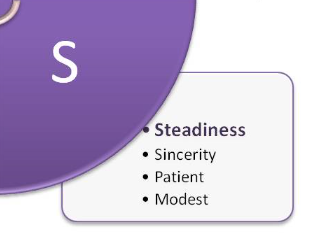 S
• Steadiness
• Sincerity
• Patient
• Modest